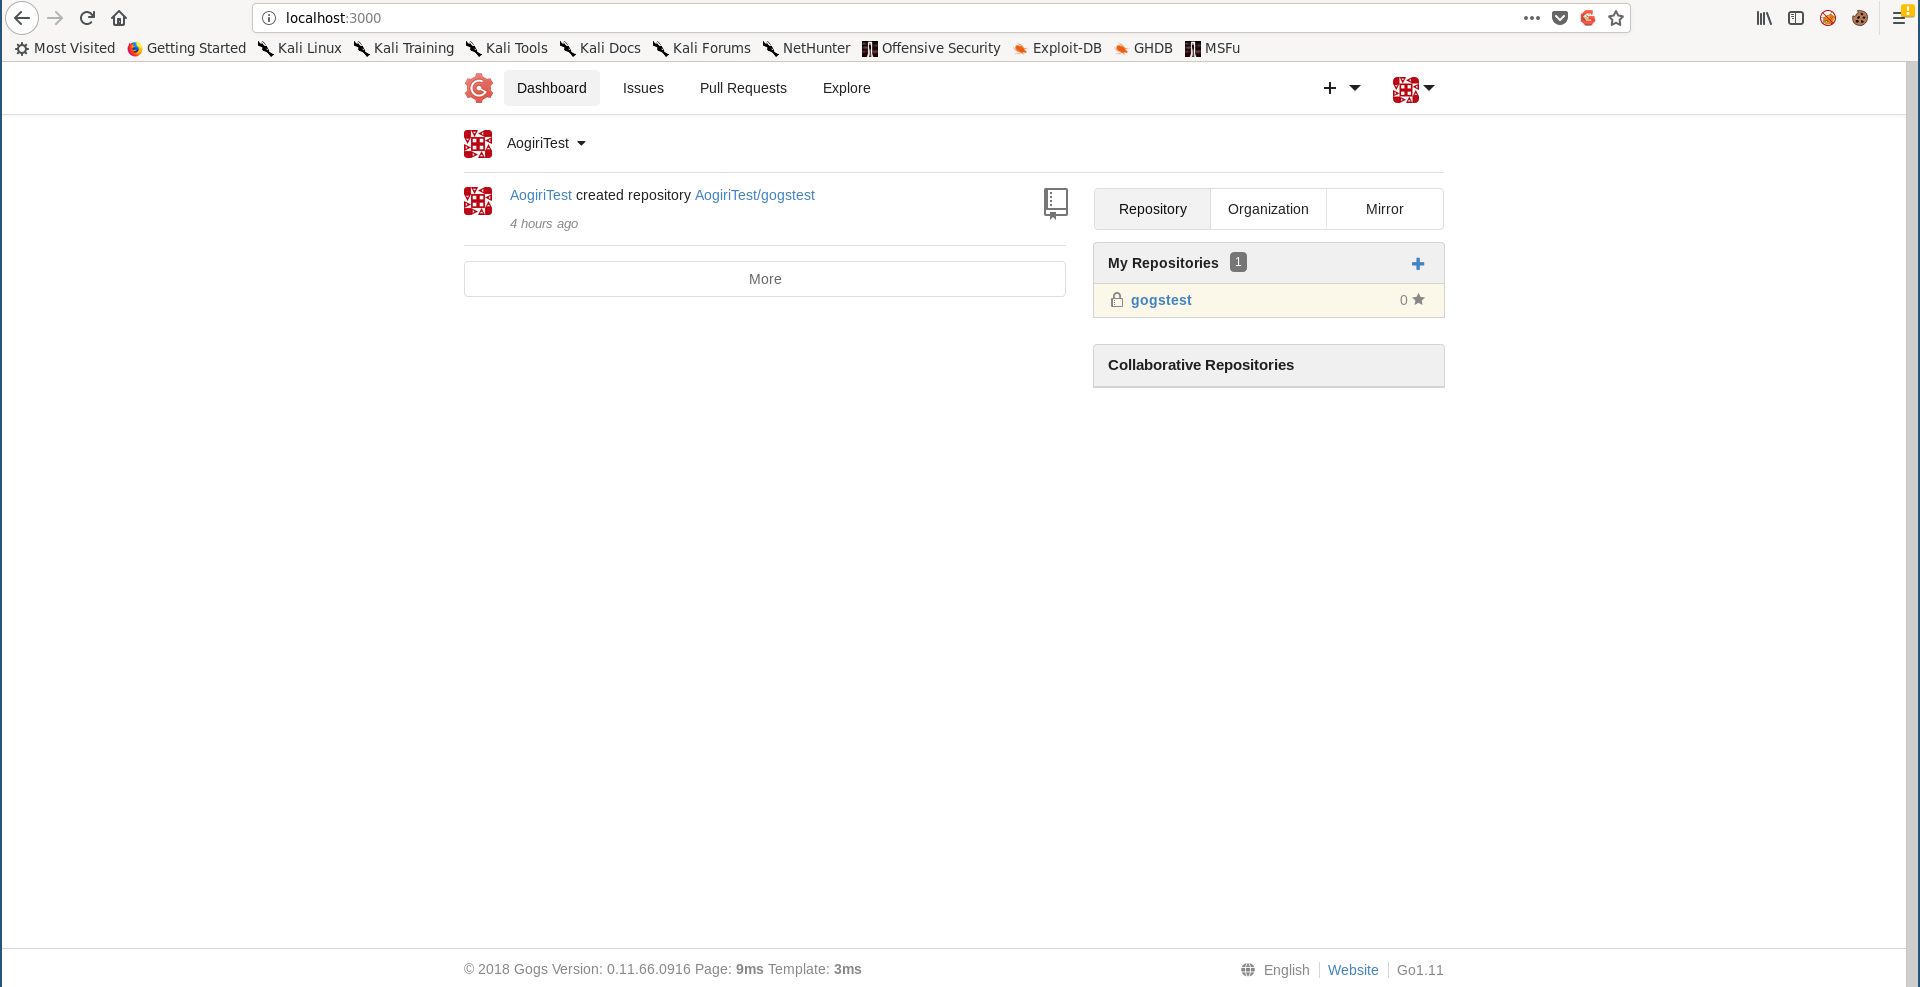 localhost:3000
Most Visited Getting Started Kali Linux Kali Training Kali Tools Kali Docs Kali Forums NetHunter Offensive Security Exploit-DB GHDB MSFu
Dashboard Issues Pull Requests Explore
AogiriTest
AogiriTest created repository AogiriTest/gogstest
4 hours ago
More
Repository Organization Mirror
My Repositories 1
gogstest 0
Collaborative Repositories
© 2018 Gogs Version: 0.11.66.0916 Page: 9ms Template: 3ms
English Website Go1.11